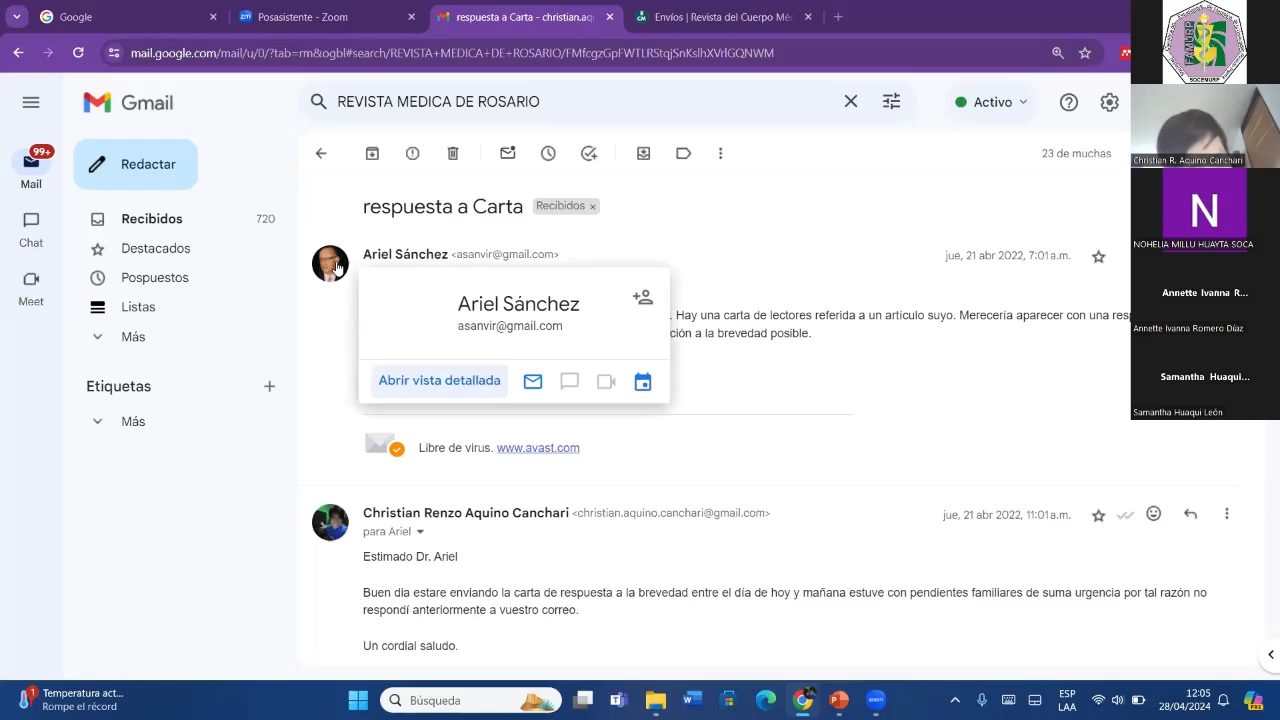 Google
Posasistente - Zoom
respuesta a Carta - christian.aq
Envíos | Revista del Cuerpo Mé
mail.google.com/mail/u/0/?tab=rm&ogbl#search/REVISTA+MEDICA+DE+ROSARIO/FMfcgzGpFWTLRStqjSnKslhXVrlGQNWM
Gmail
REVISTA MEDICA DE ROSARIO
Activo
99+
Mail
Redactar
23 de muchas
Chat
Meet
Recibidos 720
Destacados
Pospuestos
Listas
Más
Etiquetas
Más
respuesta a Carta
Recibidos x
Ariel Sánchez <asanvir@gmail.com>
jue, 21 abr 2022, 7:01 a.m.
Ariel Sánchez
asanvir@gmail.com
. Hay una carta de lectores referida a un artículo suyo. Merecería aparecer con una res
ción a la brevedad posible.
Abrir vista detallada
Libre de virus. www.avast.com
Christian Renzo Aquino Canchari <christian.aquino.canchari@gmail.com>
jue, 21 abr 2022, 11:01 a.m.
para Ariel
Estimado Dr. Ariel
Buen dia estare enviando la carta de respuesta a la brevedad entre el día de hoy y mañana estuve con pendientes familiares de suma urgencia por tal razón no
respondí anteriormente a vuestro correo.
Un cordial saludo.
FAMURP
SOCEMURP
Christian R. Aquino Canchari
N
NOHELIA MILLU HUAYTA SOCA
Annette Ivanna R...
Annette Ivanna Romero Díaz
Samantha Huaqui...
Samantha Huaqui León
1
Temperatura act...
Rompe el récord
Búsqueda
zoom
ESP
LAA
12:05
28/04/2024
PRE